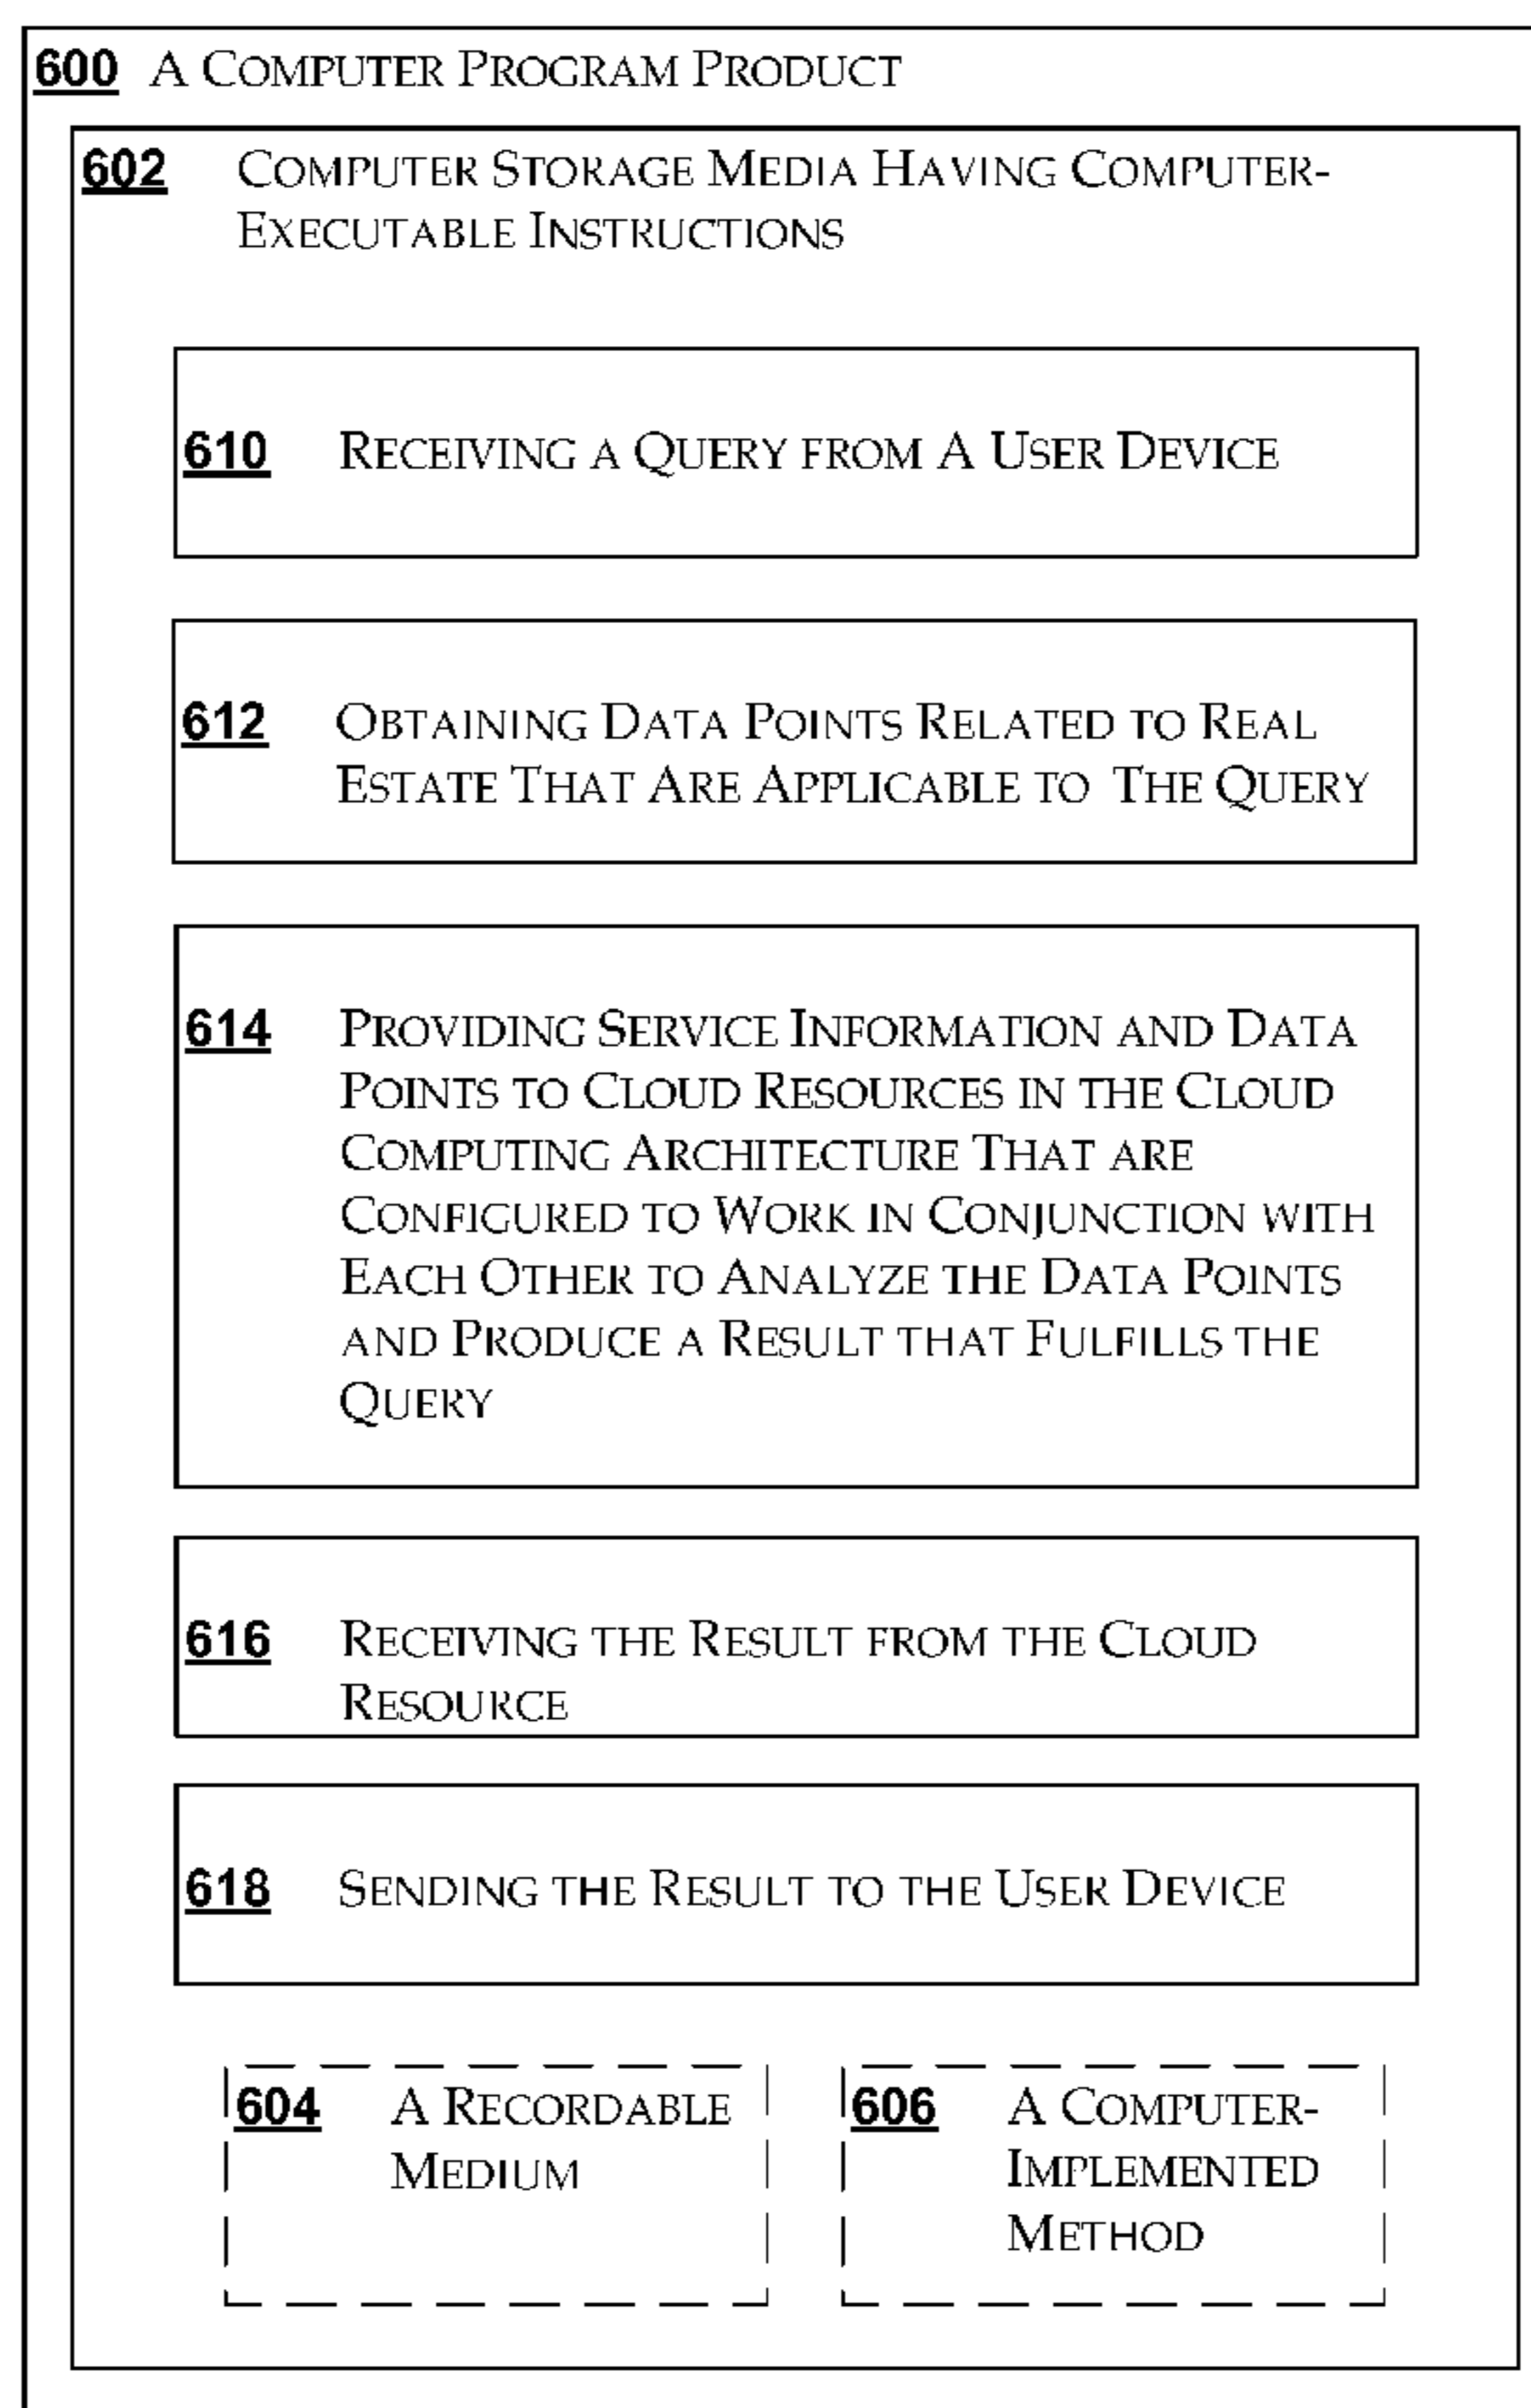 600 A COMPUTER PROGRAM PRODUCT
602 COMPUTER STORAGE MEDIA HAVING COMPUTER-
EXECUTABLE INSTRUCTIONS
610 RECEIVING A QUERY FROM A USER DEVICE
612 OBTAINING DATA POINTS RELATED TO REAL
ESTATE THAT ARE APPLICABLE TO THE QUERY
614 PROVIDING SERVICE INFORMATION AND DATA
POINTS TO CLOUD RESOURCES IN THE CLOUD
COMPUTING ARCHITECTURE THAT ARE
CONFIGURED TO WORK IN CONJUNCTION WITH
EACH OTHER TO ANALYZE THE DATA POINTS
AND PRODUCE A RESULT THAT FULFILLS THE
QUERY
616 RECEIVING THE RESULT FROM THE CLOUD
RESOURCE
618 SENDING THE RESULT TO THE USER DEVICE
604 A RECORDABLE
MEDIUM
606 A COMPUTER-
IMPLEMENTED
METHOD